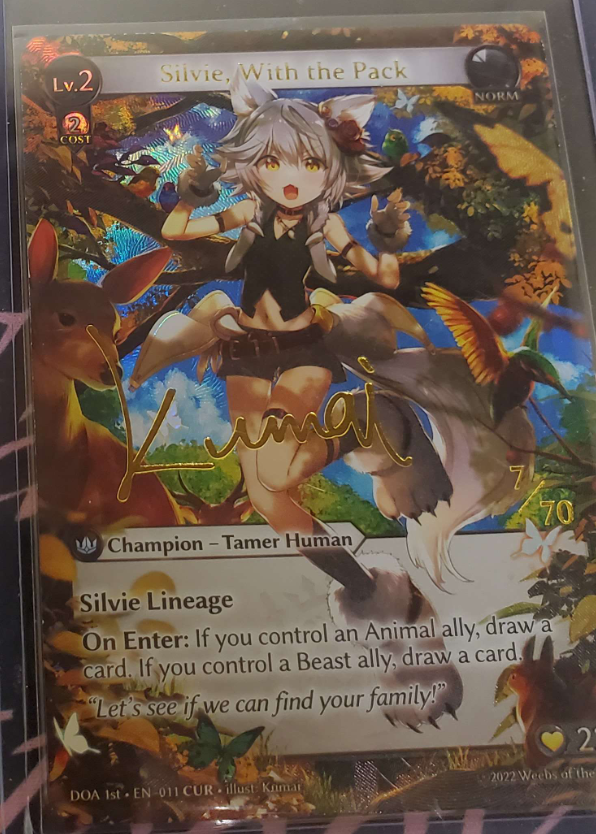 Lv.2
Silvie, With the Pack
NORM
2
COST
Kumai
7/70
Champion – Tamer Human
Silvie Lineage
On Enter: If you control an Animal ally, draw a
card. If you control a Beast ally, draw a card.
“Let's see if we can find your family!”
DOA 1st • EN-011 CUR • illust. Kumai
2022 Weebs of the